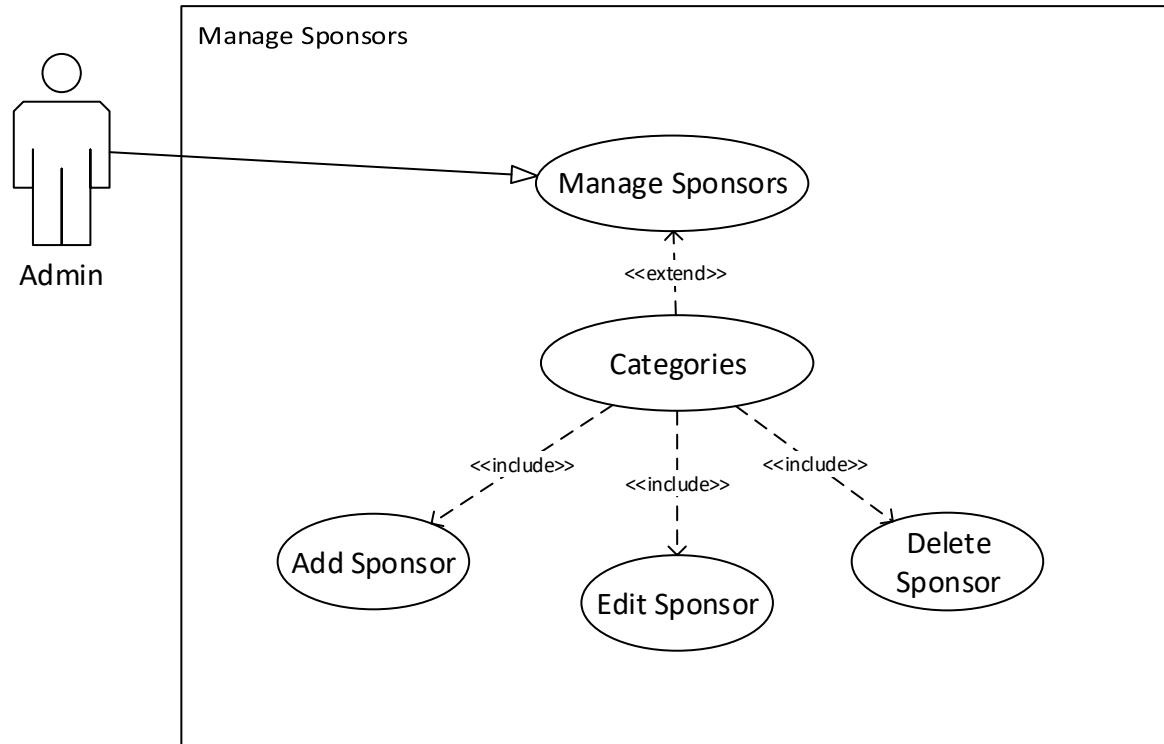 Manage Sponsors
Admin
Manage Sponsors
<<extend>>
Categories
<<include>>
<<include>>
<<include>>
Add Sponsor
Edit Sponsor
Delete
Sponsor